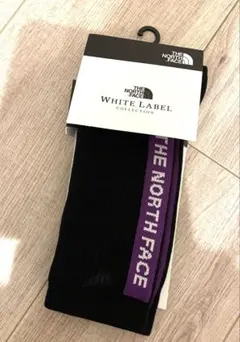 THE
NORTH
FACE
THE
NORTH
FACE
WHITE LABEL
COLLECTION
THE NORTH FACE